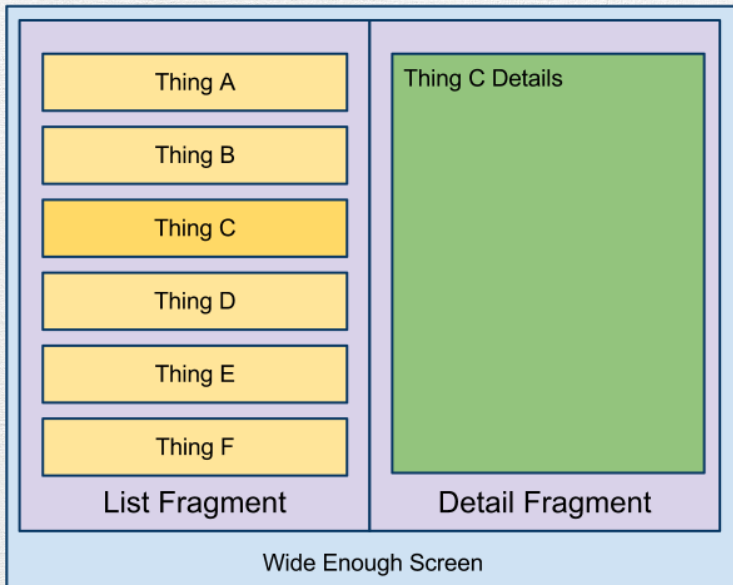 Thing A
Thing B
Thing C
Thing D
Thing E
Thing F
List Fragment
Thing C Details
Detail Fragment
Wide Enough Screen